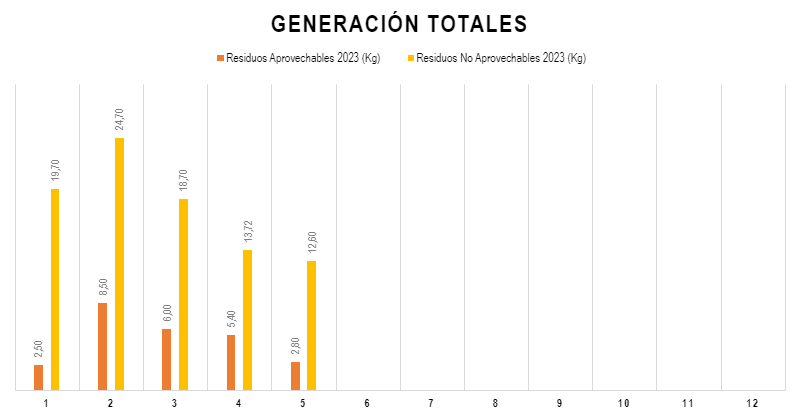 GENERACIÓN TOTALES
Residuos Aprovechables 2023 (Kg) Residuos No Aprovechables 2023 (Kg)
2,50 19,70 8,50 24,70 6,00 18,70 5,40 13,72 2,80 12,60
1 2 3 4 5 6 7 8 9 10 11 12